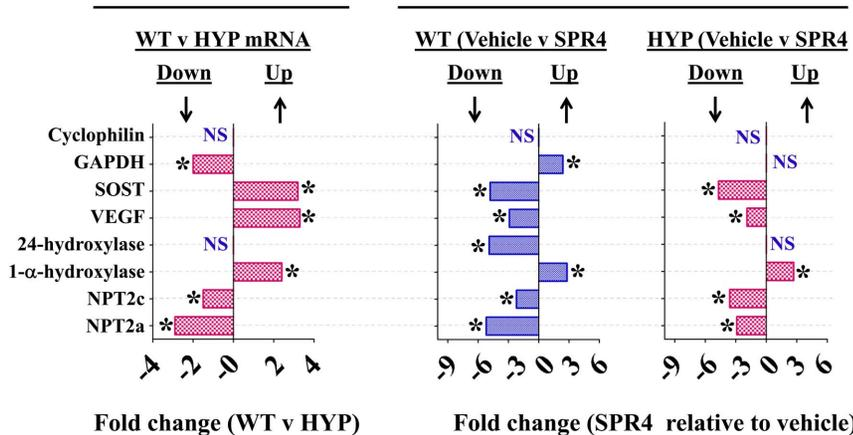 WT v HYP mRNA
Down Up
WT (Vehicle v SPR4
Down Up
HYP (Vehicle v SPR4
Down Up
Cyclophilin NS NS NS
GAPDH * * NS
SOST * * *
VEGF * * *
24-hydroxylase NS * NS
1-α-hydroxylase * * *
NPT2c * * *
NPT2a * * *
-4 -2 -0 2 4
-9 -6 -3 0 3 6
-9 -6 -3 0 3 6
Fold change (WT v HYP)
Fold change (SPR4 relative to vehicle)